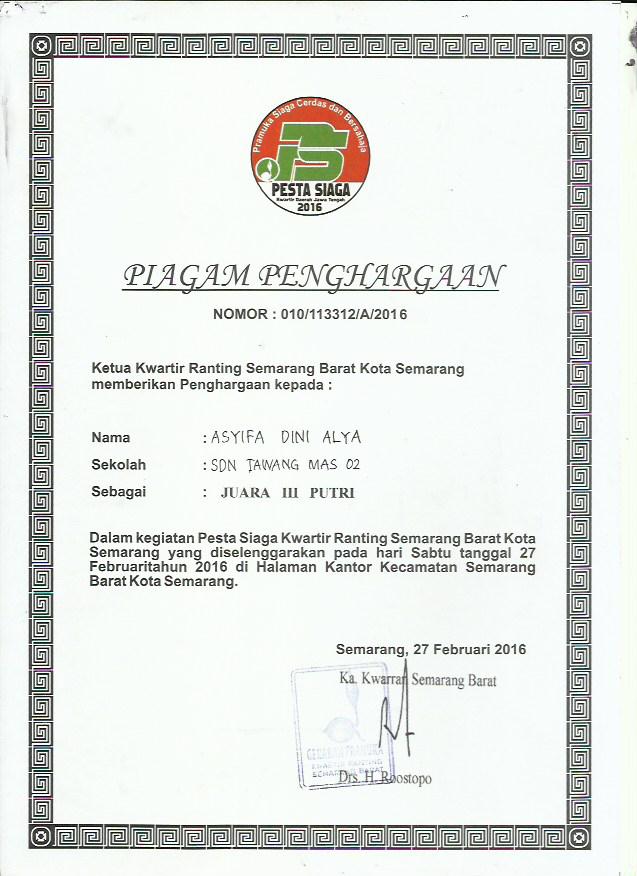 Pramuka Siaga Cerdas dan Bersahaja
PESTA SIAGA
Kwartir Daerah Jawa Tengah
2016
PIAGAM PENGHARGAAN
NOMOR : 010/113312/A/2016
Ketua Kwartir Ranting Semarang Barat Kota Semarang
memberikan Penghargaan kepada :
Nama : ASYIFA DINI ALYA
Sekolah : SDN TAWANG MAS 02
Sebagai : JUARA III PUTRI
Dalam kegiatan Pesta Siaga Kwartir Ranting Semarang Barat Kota
Semarang yang diselenggarakan pada hari Sabtu tanggal 27
Februaritahun 2016 di Halaman Kantor Kecamatan Semarang
Barat Kota Semarang.
Semarang, 27 Februari 2016
Ka. Kwarran Semarang Barat
GERAKAN PRAMUKA
KWARTIR RANTING
SEMARANG BARAT
Drs. H. Roostopo